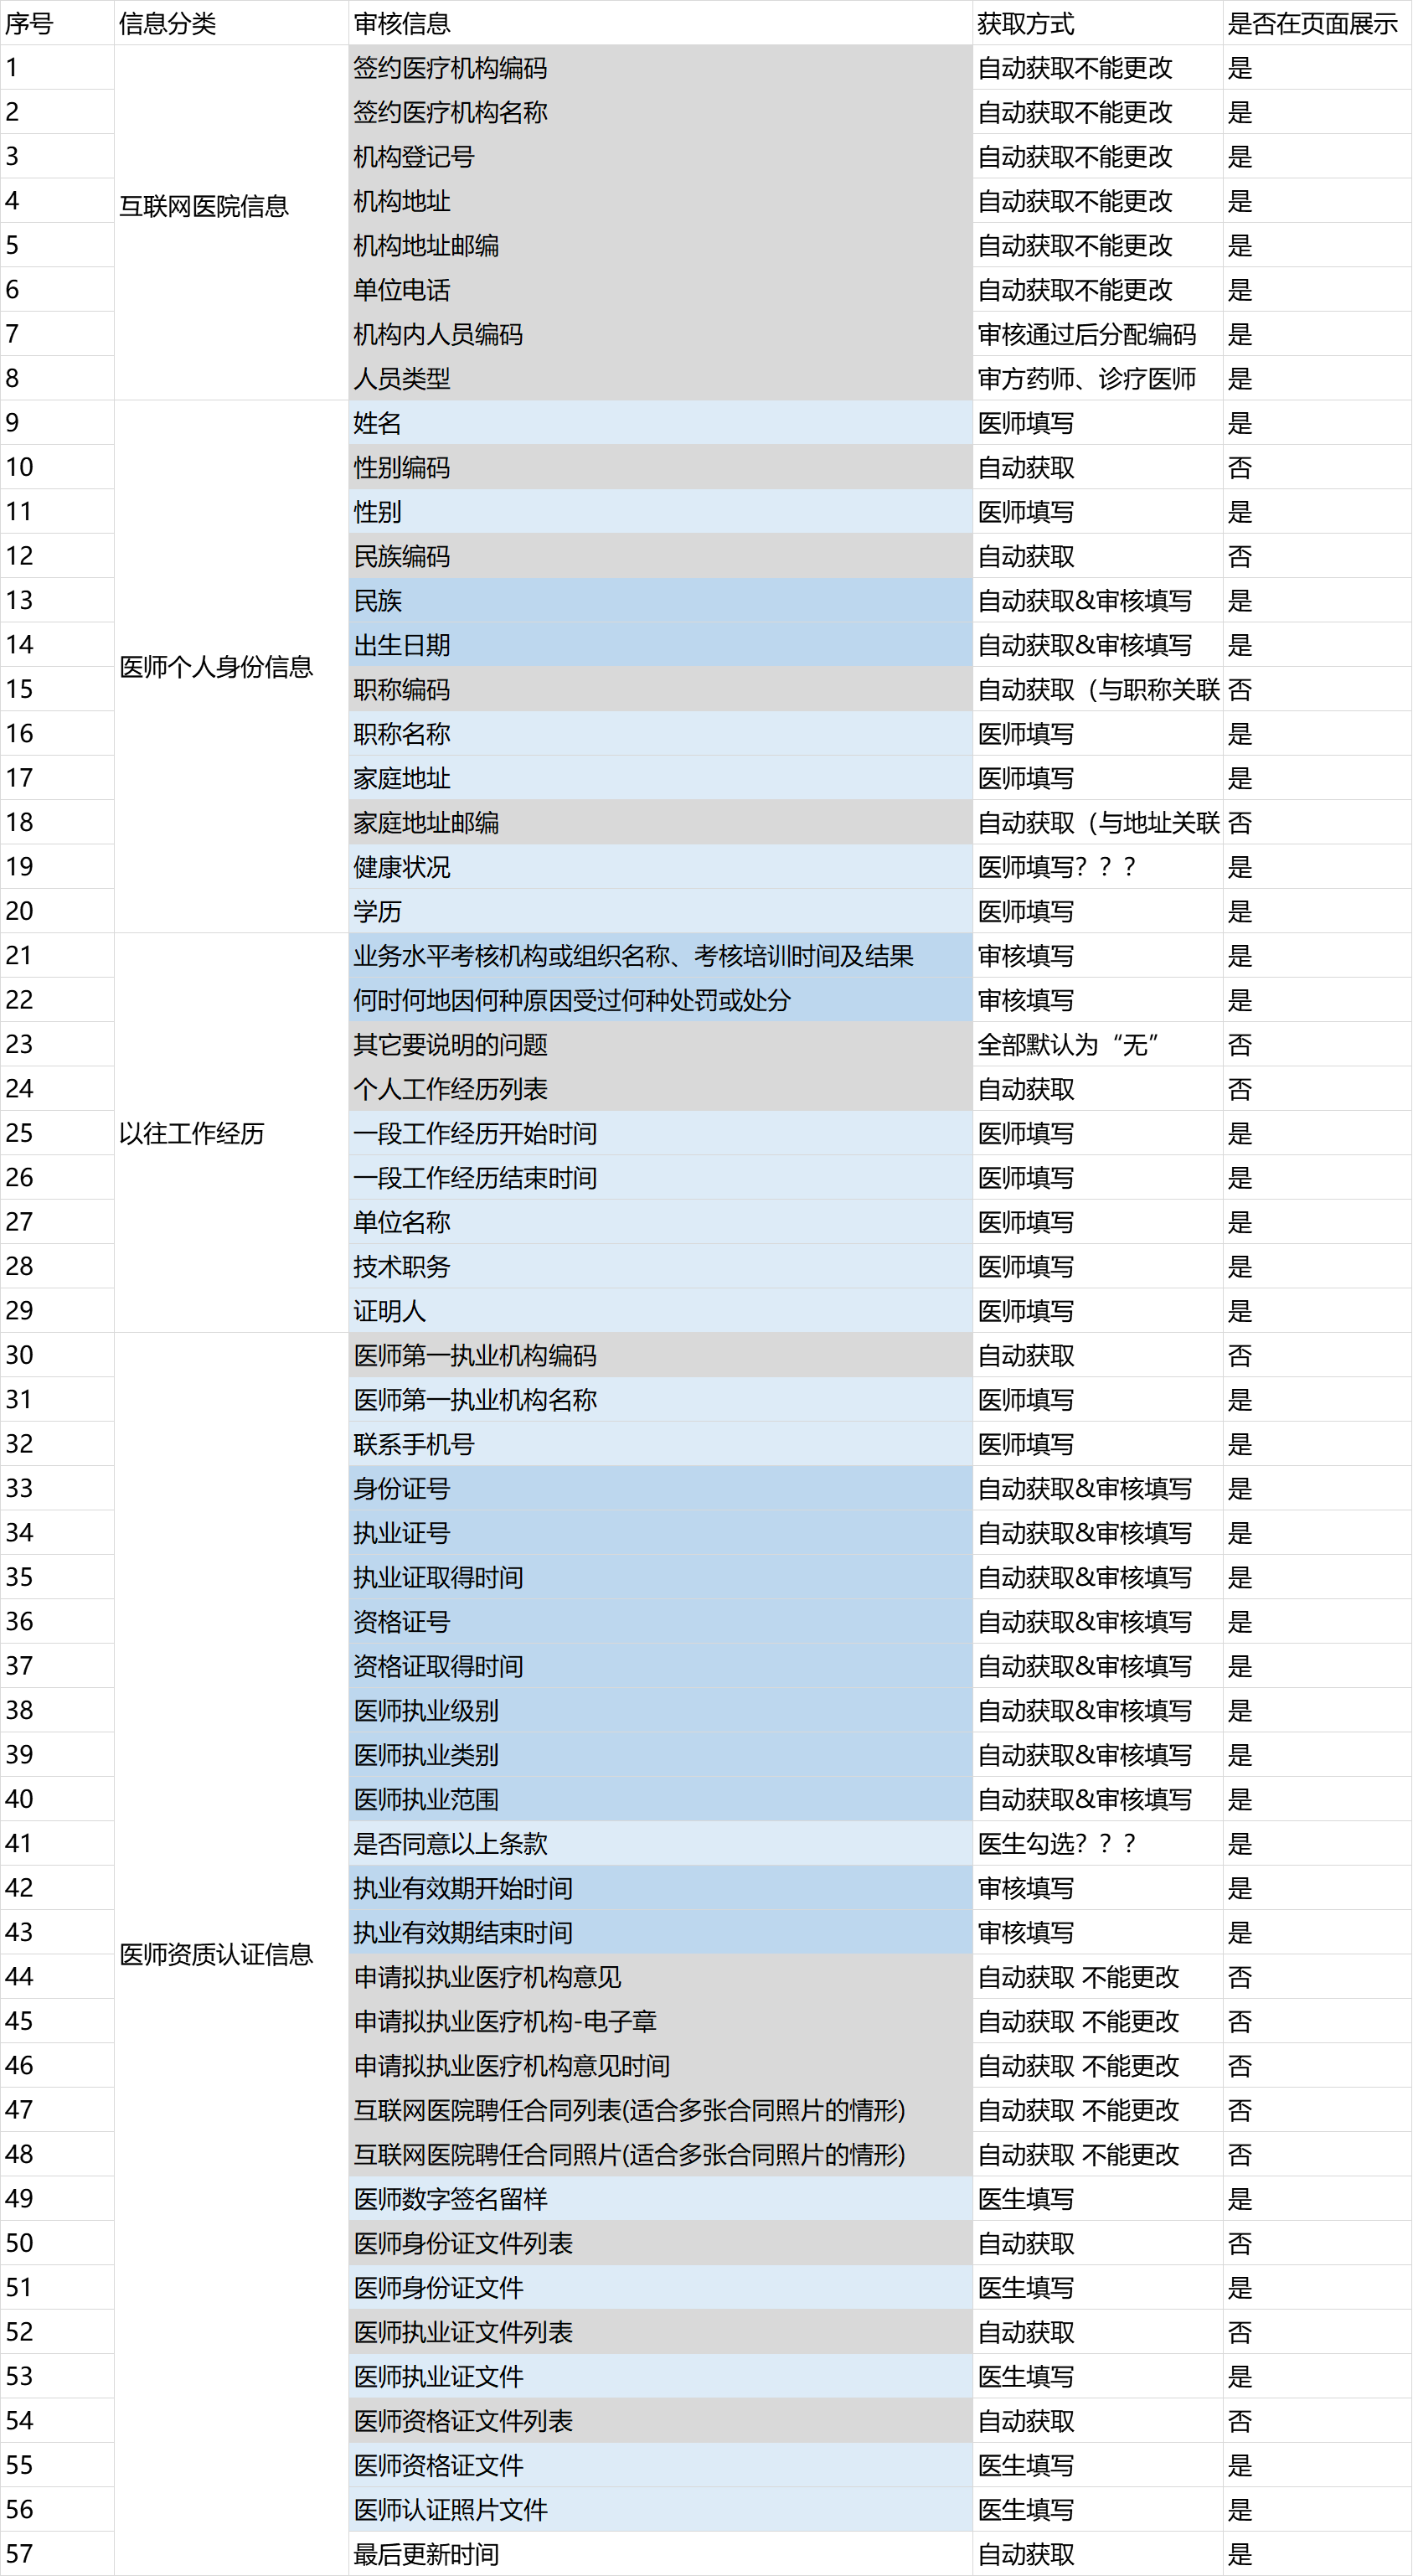 序号 信息分类 审核信息 获取方式 是否在页面展示
1 签约医疗机构编码 自动获取不能更改 是
2 签约医疗机构名称 自动获取不能更改 是
3 机构登记号 自动获取不能更改 是
4 互联网医院信息 机构地址 自动获取不能更改 是
5 机构地址邮编 自动获取不能更改 是
6 单位电话 自动获取不能更改 是
7 机构内人员编码 审核通过后分配编码 是
8 人员类型 审方药师、诊疗医师 是
9 姓名 医师填写 是
10 性别编码 自动获取 否
11 性别 医师填写 是
12 民族编码 自动获取 否
13 民族 自动获取&审核填写 是
14 出生日期 自动获取&审核填写 是
15 医师个人身份信息 职称编码 自动获取（与职称关联 否
16 职称名称 医师填写 是
17 家庭地址 医师填写 是
18 家庭地址邮编 自动获取（与地址关联 否
19 健康状况 医师填写？？？ 是
20 学历 医师填写 是
21 业务水平考核机构或组织名称、考核培训时间及结果 审核填写 是
22 何时何地因何种原因受过何种处罚或处分 审核填写 是
23 其它要说明的问题 全部默认为“无” 否
24 个人工作经历列表 自动获取 否
25 以往工作经历 一段工作经历开始时间 医师填写 是
26 一段工作经历结束时间 医师填写 是
27 单位名称 医师填写 是
28 技术职务 医师填写 是
29 证明人 医师填写 是
30 医师第一执业机构编码 自动获取 否
31 医师第一执业机构名称 医师填写 是
32 联系手机号 医师填写 是
33 身份证号 自动获取&审核填写 是
34 执业证号 自动获取&审核填写 是
35 执业证取得时间 自动获取&审核填写 是
36 资格证号 自动获取&审核填写 是
37 资格证取得时间 自动获取&审核填写 是
38 医师执业级别 自动获取&审核填写 是
39 医师执业类别 自动获取&审核填写 是
40 医师执业范围 自动获取&审核填写 是
41 是否同意以上条款 医生勾选？？？ 是
42 执业有效期开始时间 审核填写 是
43 执业有效期结束时间 审核填写 是
44 医师资质认证信息 申请拟执业医疗机构意见 自动获取 不能更改 否
45 申请拟执业医疗机构-电子章 自动获取 不能更改 否
46 申请拟执业医疗机构意见时间 自动获取 不能更改 否
47 互联网医院聘任合同列表(适合多张合同照片的情形) 自动获取 不能更改 否
48 互联网医院聘任合同照片(适合多张合同照片的情形) 自动获取 不能更改 否
49 医师数字签名留样 医生填写 是
50 医师身份证文件列表 自动获取 否
51 医师身份证文件 医生填写 是
52 医师执业证文件列表 自动获取 否
53 医师执业证文件 医生填写 是
54 医师资格证文件列表 自动获取 否
55 医师资格证文件 医生填写 是
56 医师认证照片文件 医生填写 是
57 最后更新时间 自动获取 是